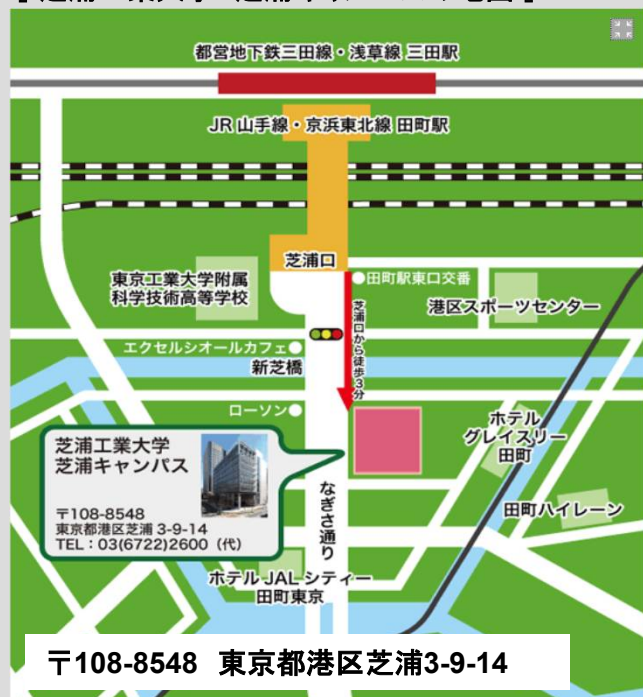 都営地下鉄三田線・浅草線 三田駅
JR 山手線・京浜東北線 田町駅
芝浦口
田町駅東口交番
東京工業大学附属
科学技術高等学校
港区スポーツセンター
芝浦口から徒歩3分
エクセルシオールカフェ
新芝橋
ローソン
ホテル
グレイスリー
田町
芝浦工業大学
芝浦キャンパス
〒108-8548
東京都港区芝浦 3-9-14
TEL：03(6722)2600（代）
なぎさ通り
田町ハイレーン
ホテル JAL シティー
田町東京
〒108-8548 東京都港区芝浦3-9-14